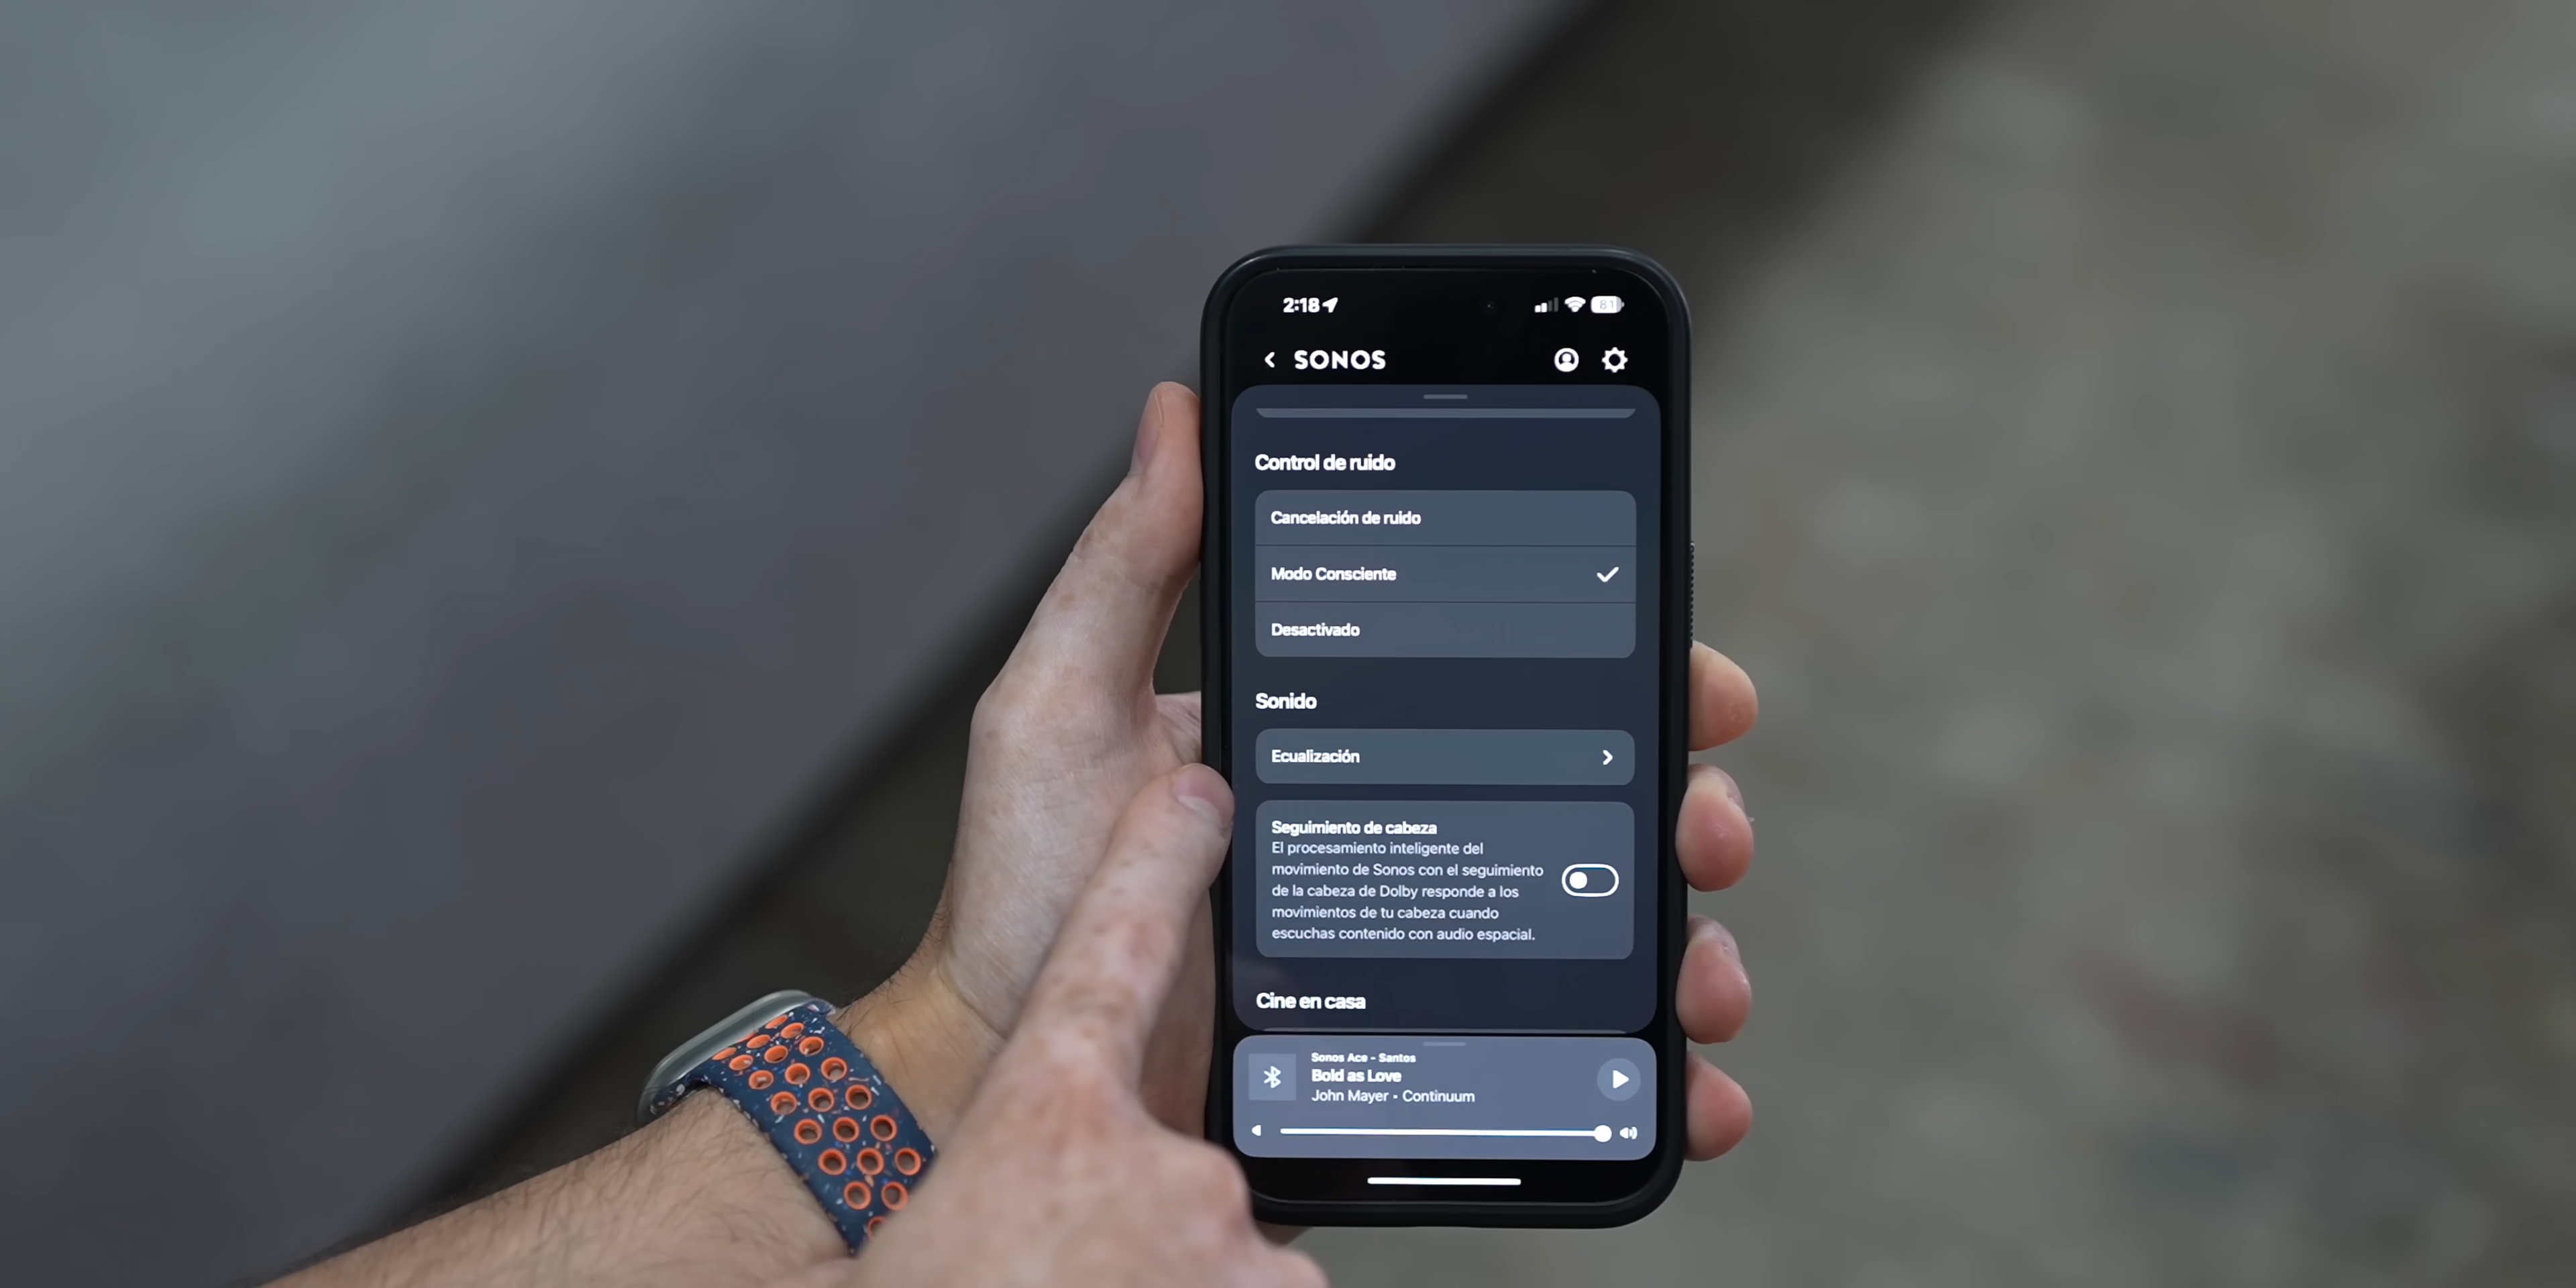 2:18
81
SONOS
Control de ruido
Cancelación de ruido
Modo Consciente
Desactivado
Sonido
Ecualización
Seguimiento de cabeza
El procesamiento inteligente del
movimiento de Sonos con el seguimiento
de la cabeza de Dolby responde a los
movimientos de tu cabeza cuando
escuchas contenido con audio espacial.
Cine en casa
Sonos Ace - Santos
Bold as Love
John Mayer • Continuum